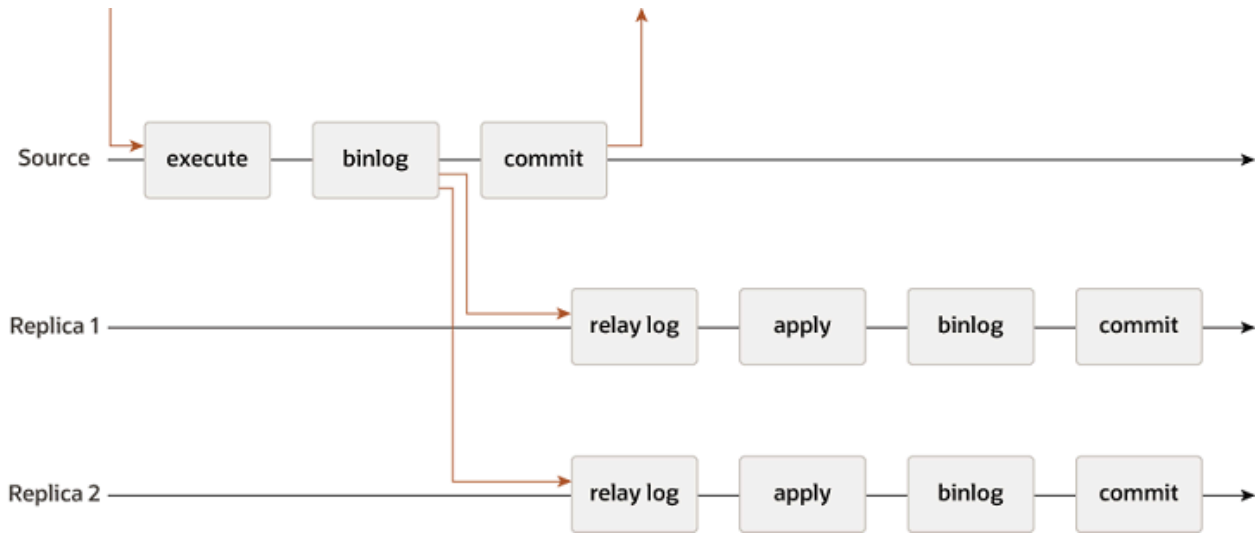 Source execute binlog commit
Replica 1 relay log apply binlog commit
Replica 2 relay log apply binlog commit